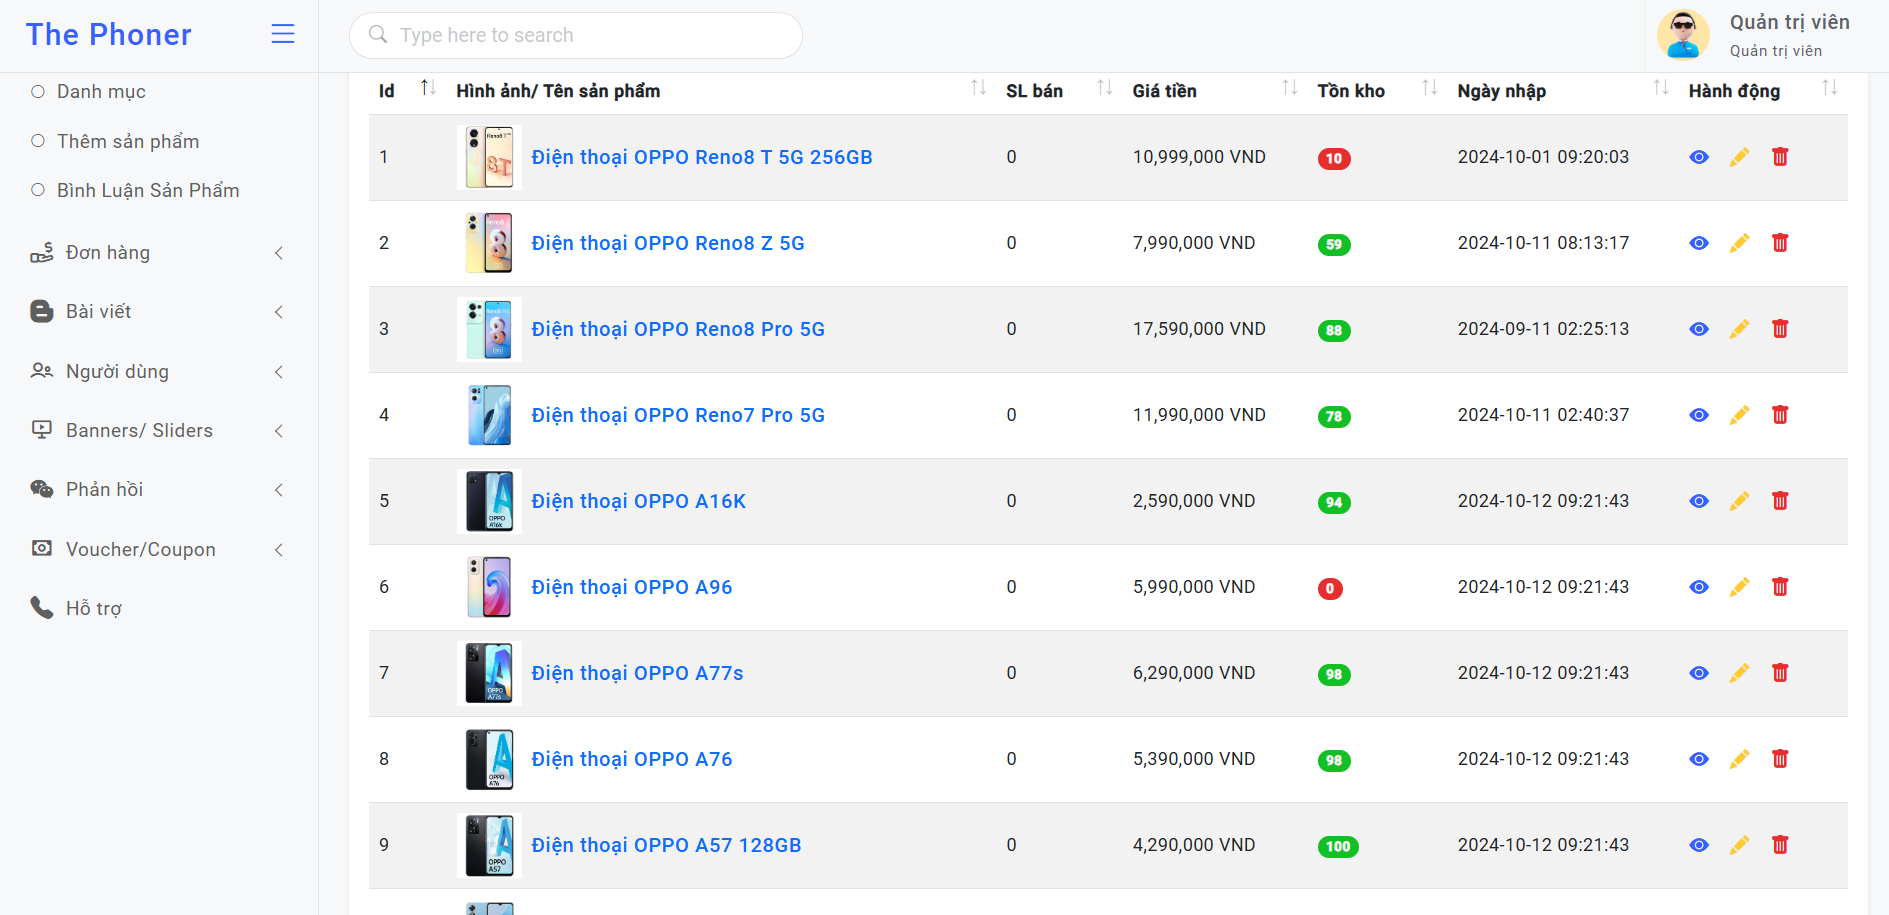 The Phoner
Type here to search
Quản trị viên
Quản trị viên
Danh mục
Thêm sản phẩm
Bình Luận Sản Phẩm
Đơn hàng
Bài viết
Người dùng
Banners/ Sliders
Phản hồi
Voucher/Coupon
Hỗ trợ
Id Hình ảnh/ Tên sản phẩm SL bán Giá tiền Tồn kho Ngày nhập Hành động
1 Điện thoại OPPO Reno8 T 5G 256GB 0 10,999,000 VND 10 2024-10-01 09:20:03
2 Điện thoại OPPO Reno8 Z 5G 0 7,990,000 VND 59 2024-10-11 08:13:17
3 Điện thoại OPPO Reno8 Pro 5G 0 17,590,000 VND 88 2024-09-11 02:25:13
4 Điện thoại OPPO Reno7 Pro 5G 0 11,990,000 VND 78 2024-10-11 02:40:37
5 Điện thoại OPPO A16K 0 2,590,000 VND 94 2024-10-12 09:21:43
6 Điện thoại OPPO A96 0 5,990,000 VND 0 2024-10-12 09:21:43
7 Điện thoại OPPO A77s 0 6,290,000 VND 98 2024-10-12 09:21:43
8 Điện thoại OPPO A76 0 5,390,000 VND 98 2024-10-12 09:21:43
9 Điện thoại OPPO A57 128GB 0 4,290,000 VND 100 2024-10-12 09:21:43